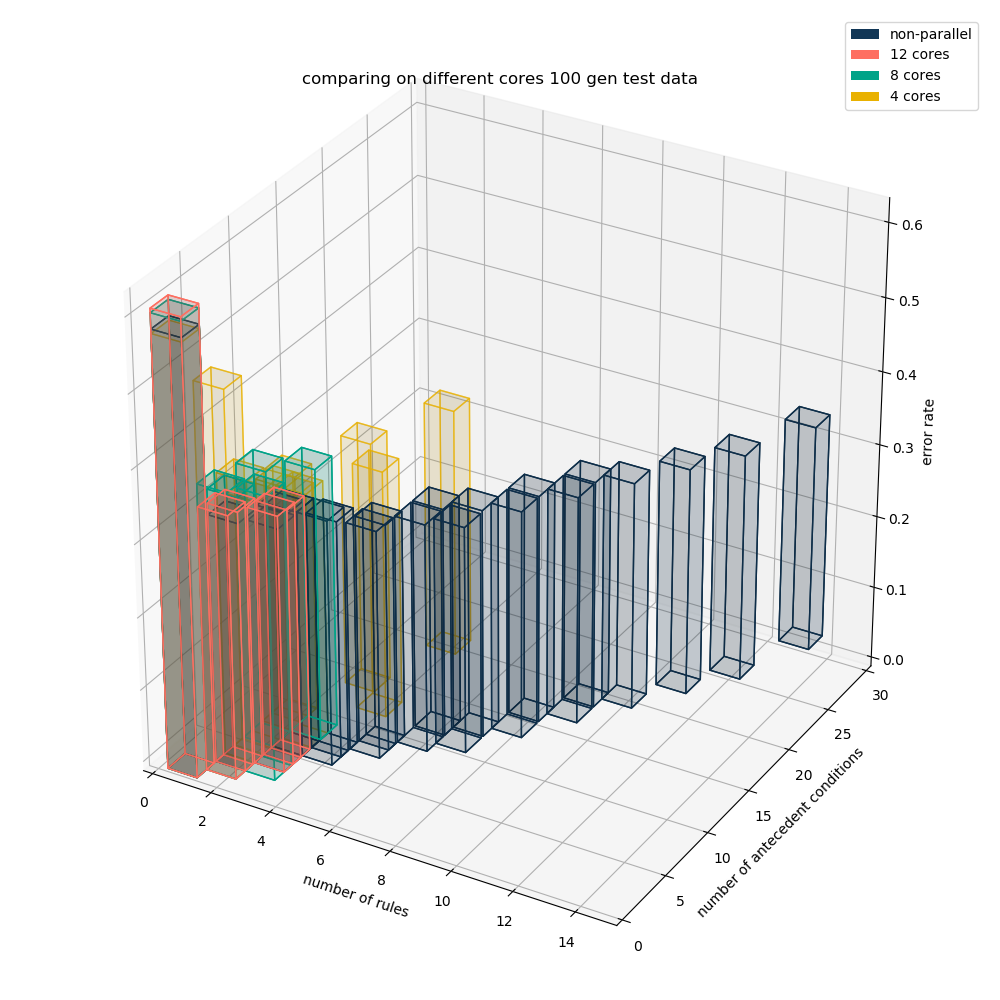 non-parallel
12 cores
8 cores
4 cores
comparing on different cores 100 gen test data
0.6
0.5
0.4
0.3
0.2
0.1
0.0
error rate
30
25
20
15
10
5
0
number of antecedent conditions
0
2
4
6
8
10
12
14
number of rules